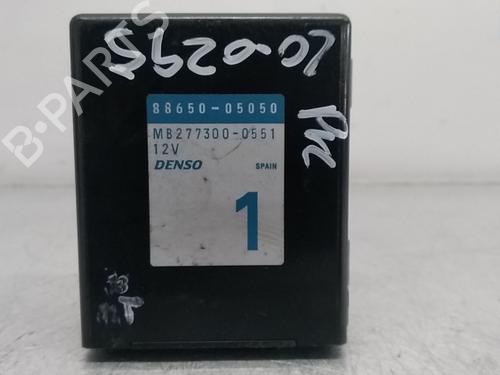 88650-05050
MB277300-0551
12V
DENSO SPAIN
1
B-PARTS